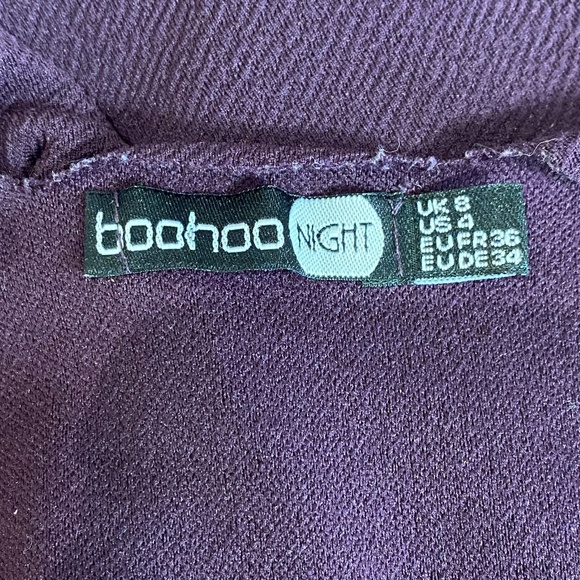 boohoo NIGHT
UK 8
US 4
EU FR 36
EU DE 34